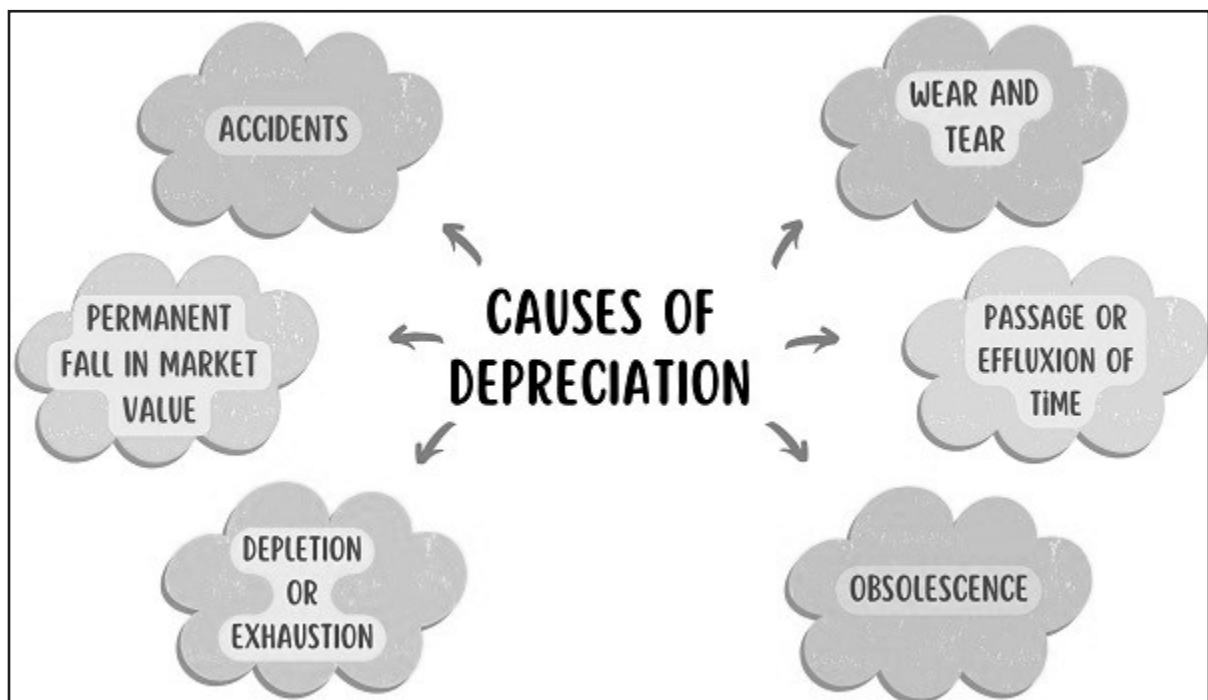 CAUSES OF
DEPRECIATION
ACCIDENTS
WEAR AND
TEAR
PERMANENT
FALL IN MARKET
VALUE
PASSAGE OR
EFFLUXION OF
TiME
DEPLETION
OR
EXHAUSTION
OBSOLESCENCE